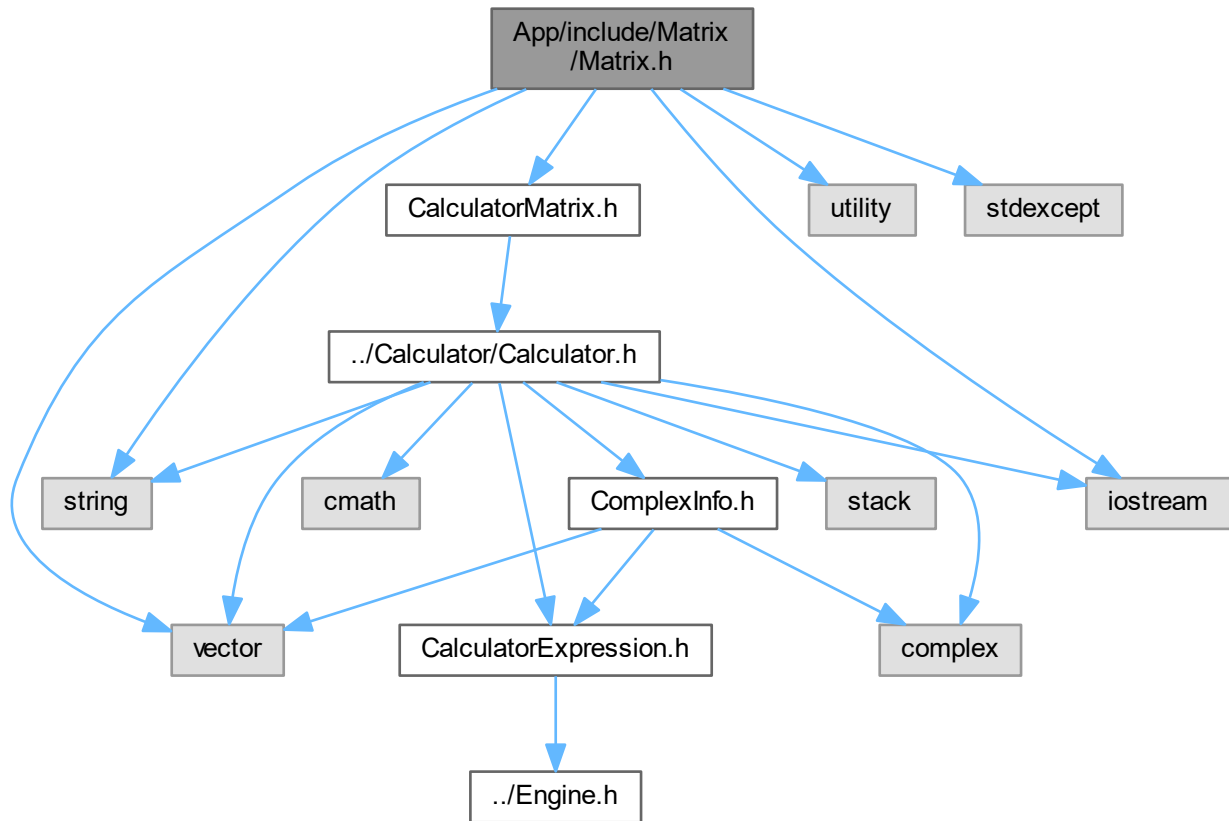 App/include/Matrix
/Matrix.h
CalculatorMatrix.h
utility
stdexcept
../Calculator/Calculator.h
string
cmath
ComplexInfo.h
stack
iostream
vector
CalculatorExpression.h
complex
../Engine.h